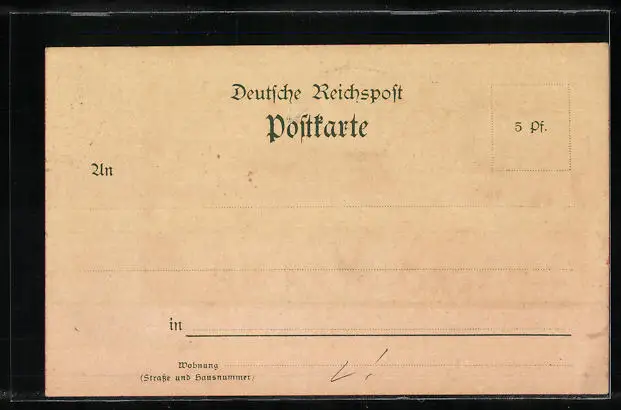 Deutsche Reichspost
Postkarte
5 Pf.
An
in
Wohnung
(Straße und Hausnummer)